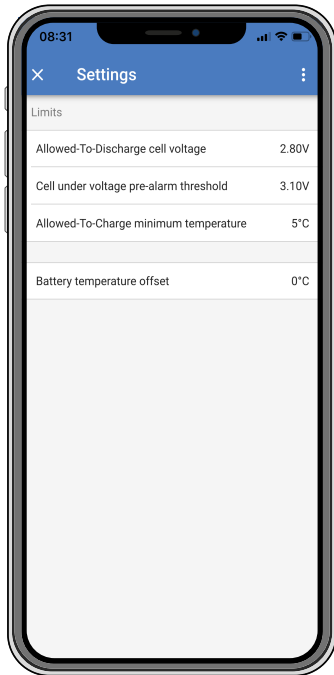 08:31
Settings
Limits
Allowed-To-Discharge cell voltage 2.80V
Cell under voltage pre-alarm threshold 3.10V
Allowed-To-Charge minimum temperature 5°C
Battery temperature offset 0°C